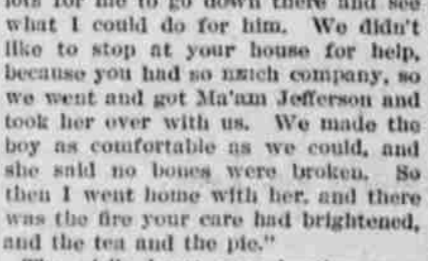 for me to go down there and see
what I could do for him. We didn't
like to stop at your house for help,
because you had so much company, so
we went and got Ma'am Jefferson and
took her over with us. We made the
boy as comfortable as we could, and
she said no bones were broken. So
then I went home with her, and there
was the fire your care had brightened,
and the tea and the pie."